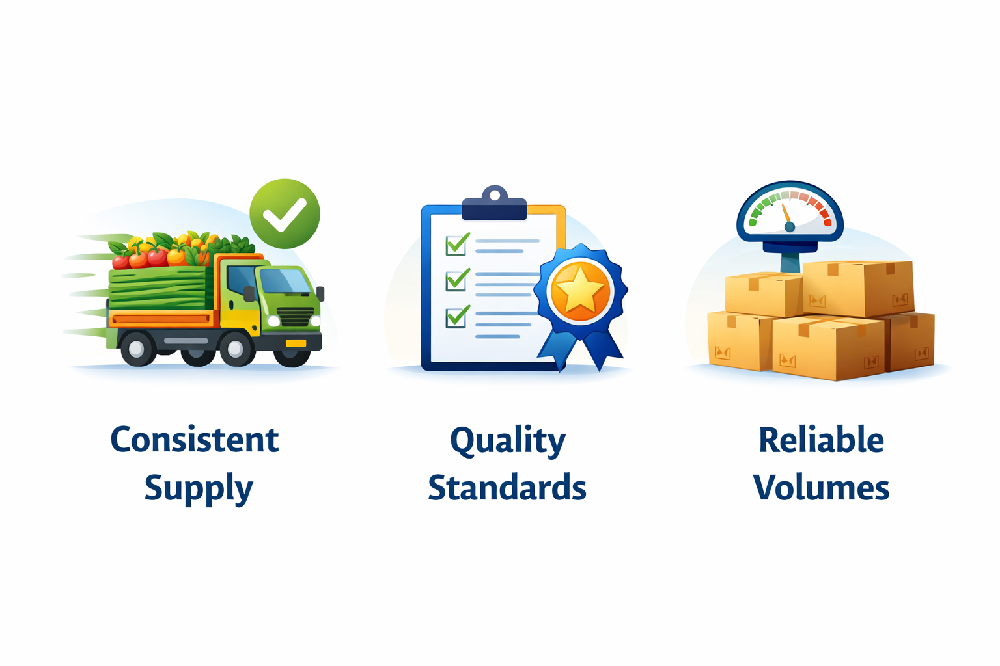 Consistent
Supply
Quality
Standards
Reliable
Volumes